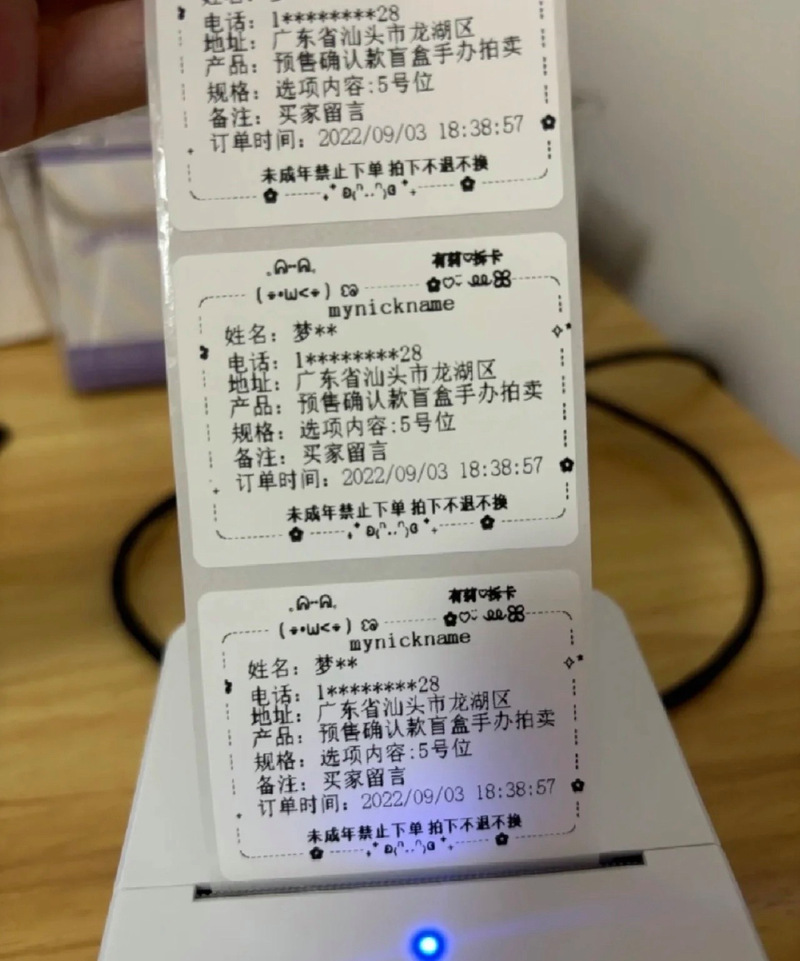 电话：1********28
地址：广东省汕头市龙湖区
产品：预售确认款盲盒手办拍卖
规格：选项内容:5号位
备注：买家留言
订单时间：2022/09/03 18:38:57
未成年禁止下单 拍下不退不换
mynickname
姓名：梦**
电话：1********28
地址：广东省汕头市龙湖区
产品：预售确认款盲盒手办拍卖
规格：选项内容:5号位
备注：买家留言
订单时间：2022/09/03 18:38:57
未成年禁止下单 拍下不退不换
mynickname
姓名：梦**
电话：1********28
地址：广东省汕头市龙湖区
产品：预售确认款盲盒手办拍卖
规格：选项内容:5号位
备注：买家留言
订单时间：2022/09/03 18:38:57
未成年禁止下单 拍下不退不换